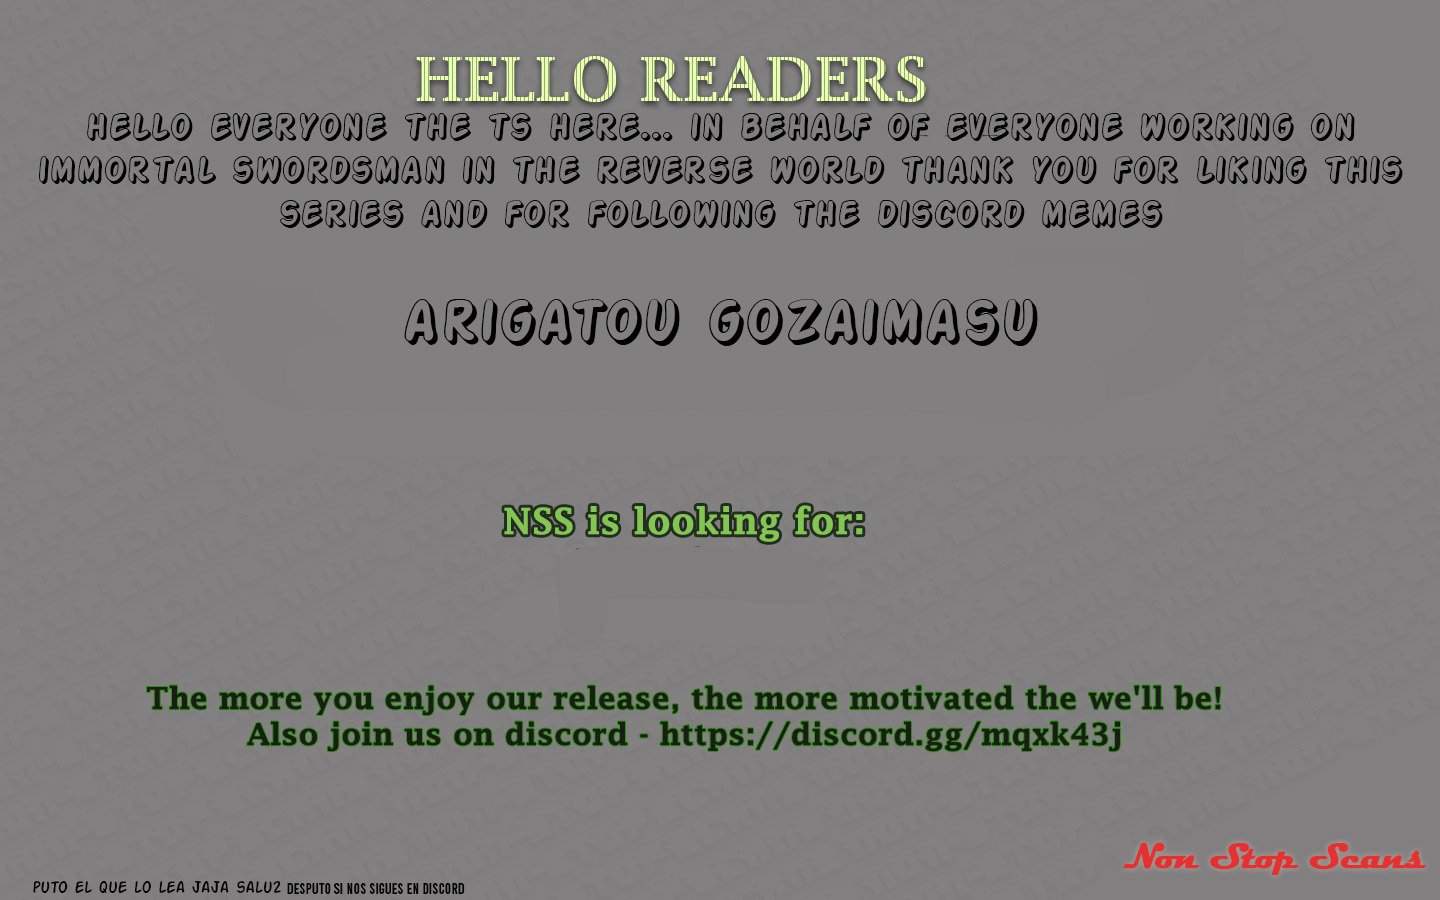 HELLO READERS
HELLO EVERYONE THE TS HERE... IN BEHALF OF EVERYONE WORKING ON
IMMORTAL SWORDSMAN IN THE REVERSE WORLD THANK YOU FOR LIKING THIS
SERIES AND FOR FOLLOWING THE DISCORD MEMES
ARIGATOU GOZAIMASU
NSS is looking for:
The more you enjoy our release, the more motivated the we'll be!
Also join us on discord - https://discord.gg/mqxk43j
Non Stop Scans
PUTO EL QUE LO LEA JAJA SALU2 DESPUTO SI NOS SIGUES EN DISCORD